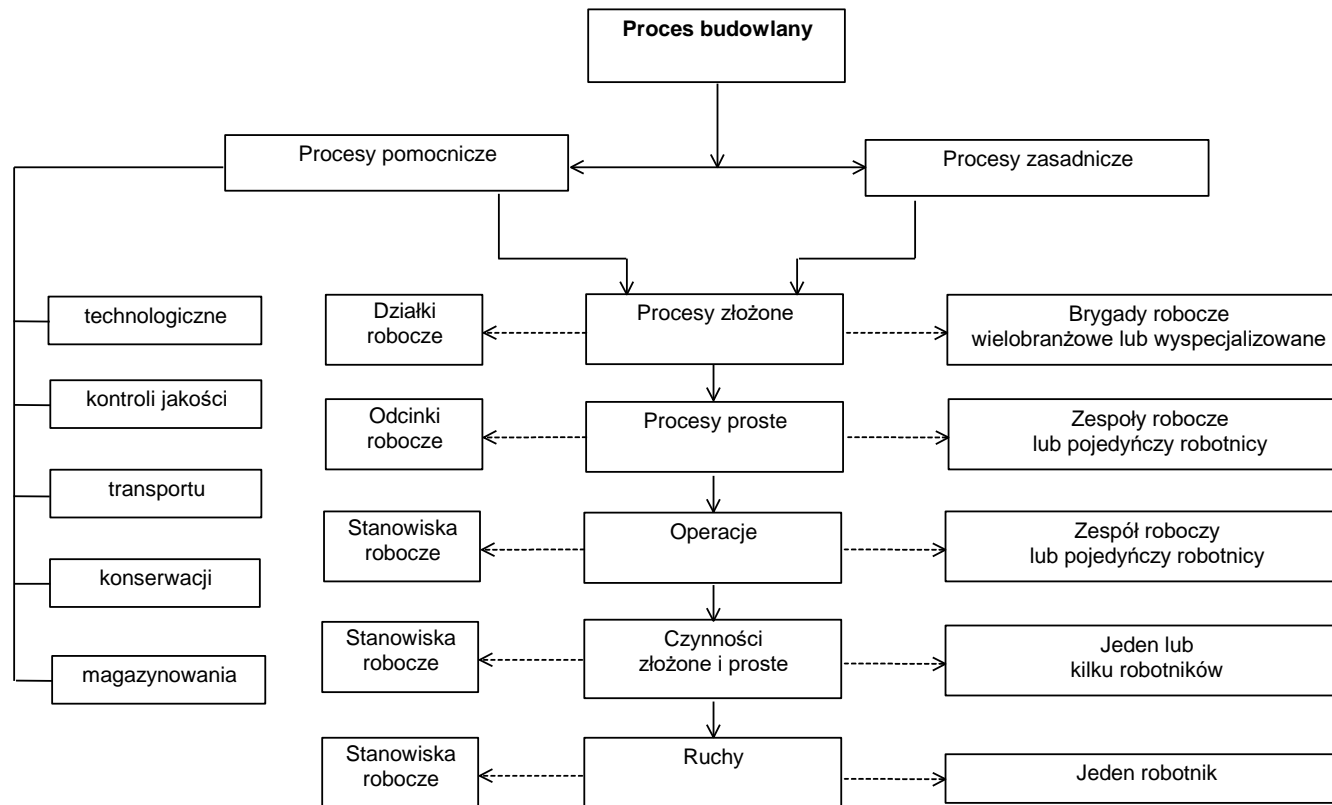 Proces budowlany
Procesy pomocnicze
Procesy zasadnicze
technologiczne
kontroli jakości
transportu
konserwacji
magazynowania
Działki
robocze
Procesy złożone
Brygady robocze
wielobranżowe lub wyspecjalizowane
Odcinki
robocze
Procesy proste
Zespoły robocze
lub pojedyńczy robotnicy
Stanowiska
robocze
Operacje
Zespół roboczy
lub pojedyńczy robotnicy
Stanowiska
robocze
Czynności
złożone i proste
Jeden lub
kilku robotników
Stanowiska
robocze
Ruchy
Jeden robotnik